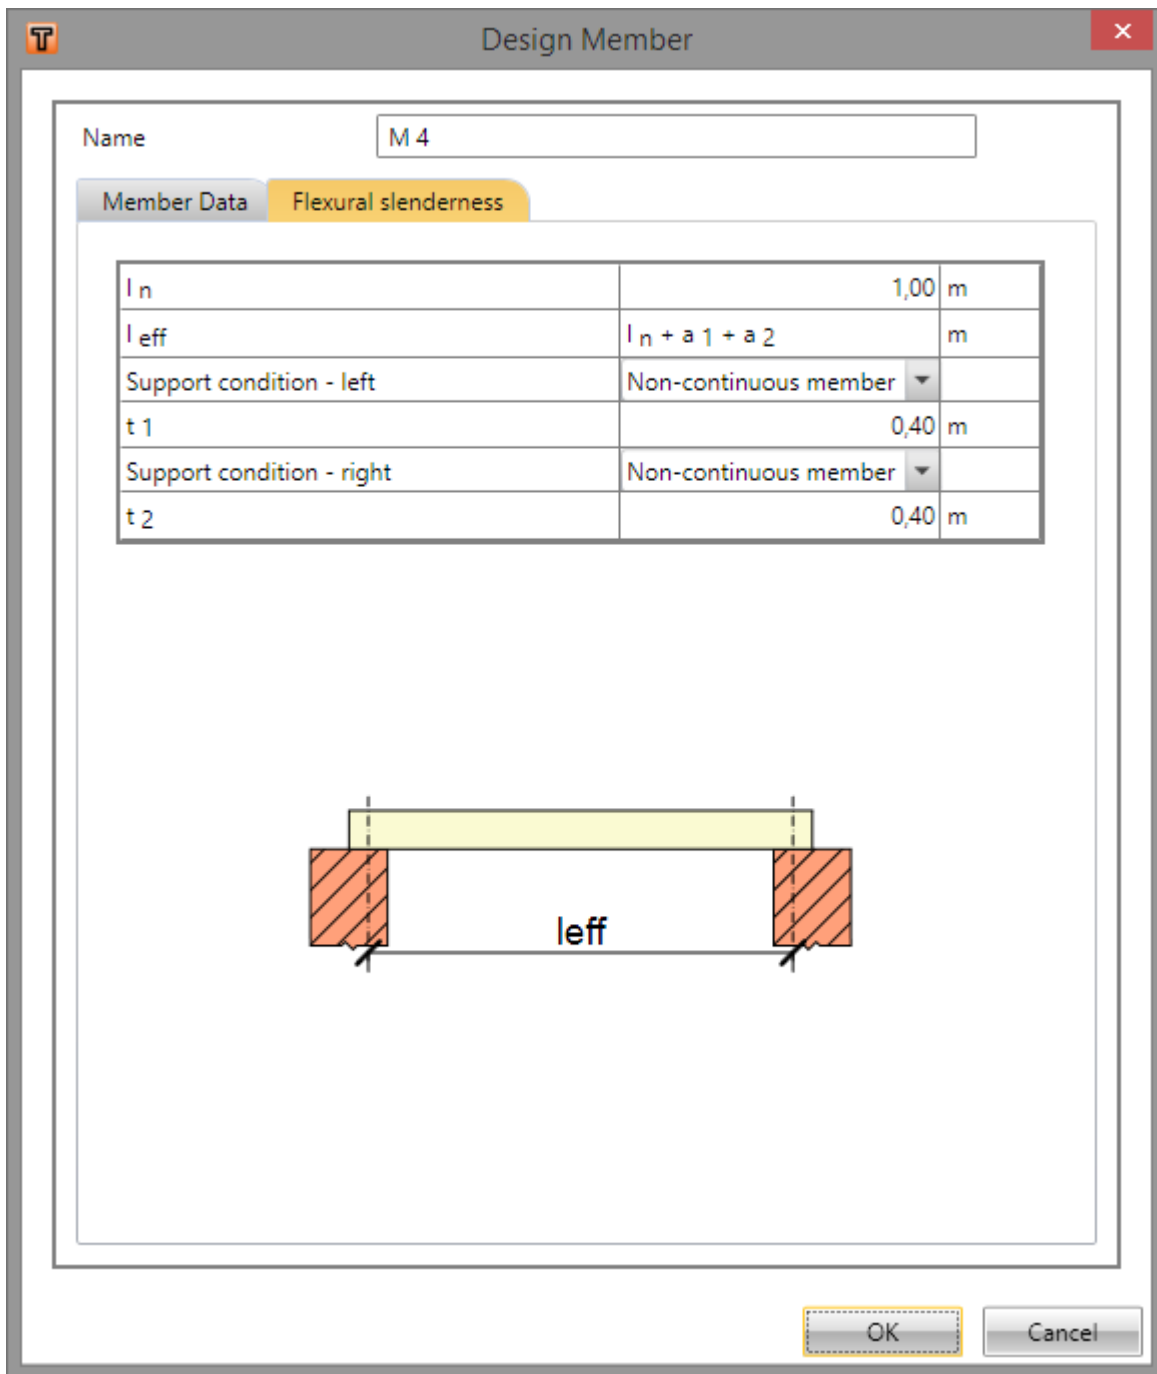 T
Design Member
Name M 4
Member Data Flexural slenderness
l n 1,00 m
l eff l n + a 1 + a 2 m
Support condition - left Non-continuous member
t 1 0,40 m
Support condition - right Non-continuous member
t 2 0,40 m
leff
OK Cancel